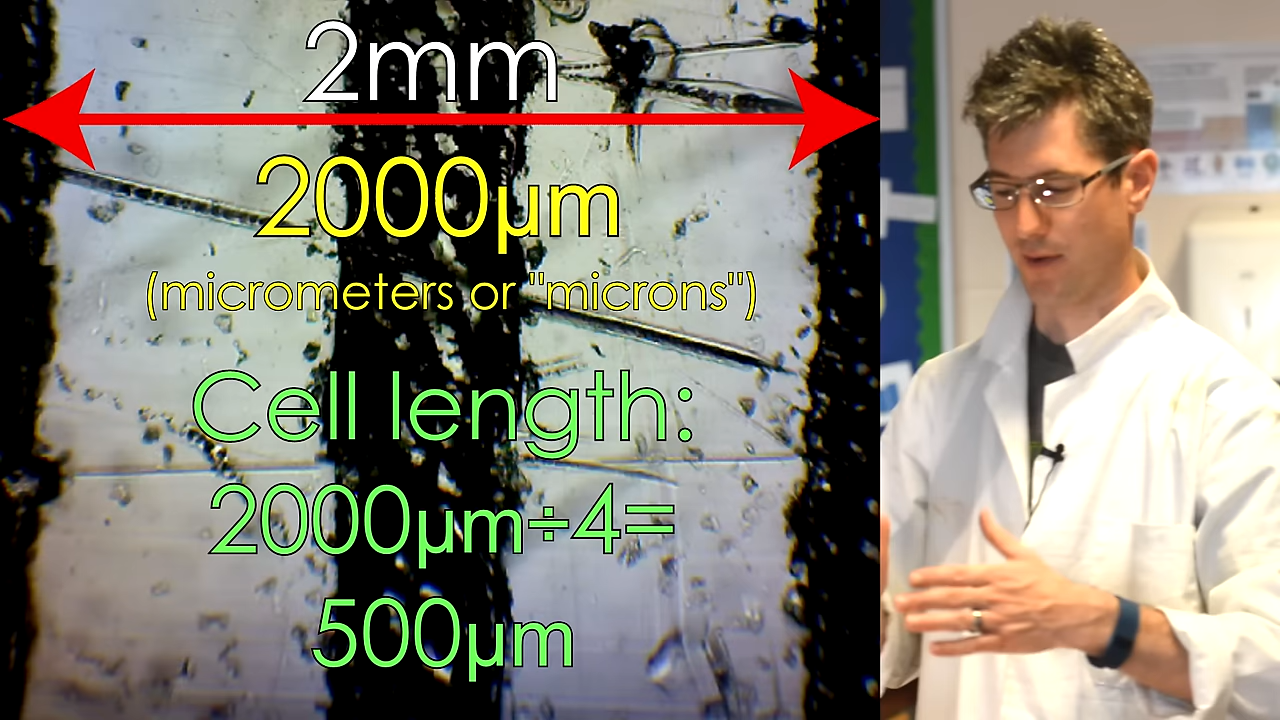 2mm
2000µm
(micrometers or "microns")
Cell length:
2000µm÷4=
500µm